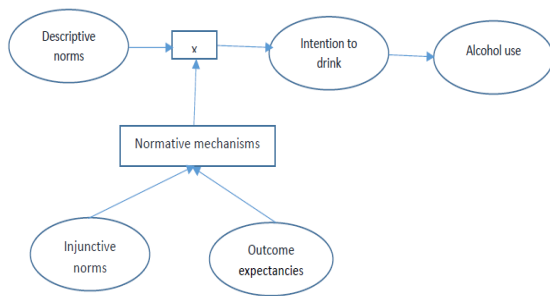 Descriptive
norms
x
Intention to
drink
Alcohol use
Normative mechanisms
Injunctive
norms
Outcome
expectancies